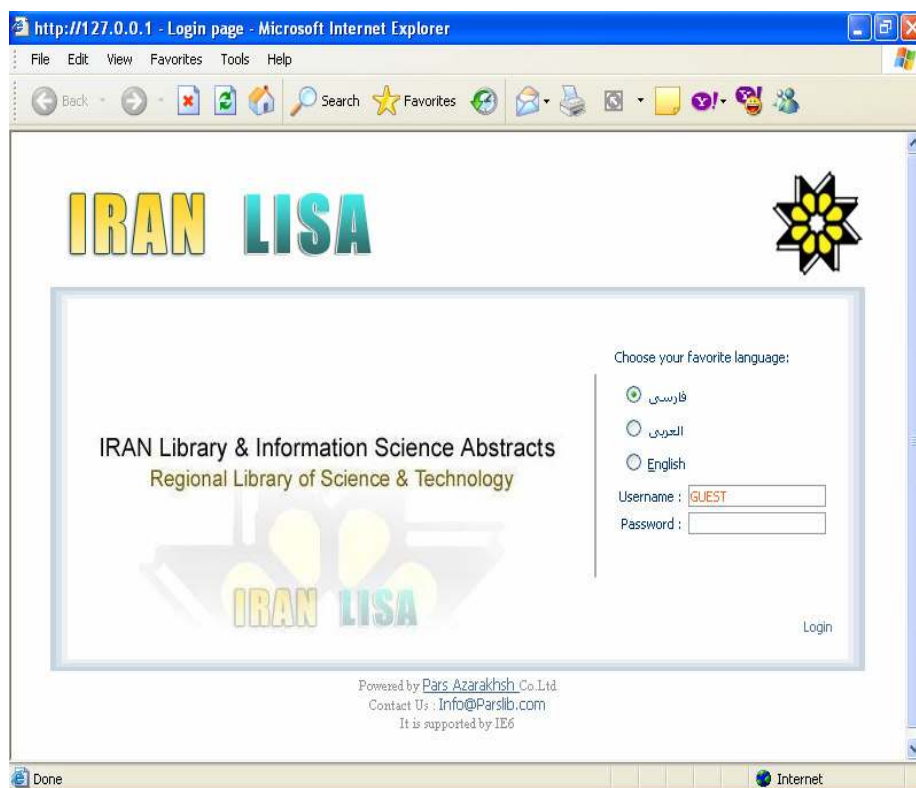 http://127.0.0.1 - Login page - Microsoft Internet Explorer
File Edit View Favorites Tools Help
Back Search Favorites
IRAN LISA
Choose your favorite language:
فارسی
العربی
English
IRAN Library & Information Science Abstracts
Regional Library of Science & Technology
Username : GUEST
Password :
IRAN LISA
Login
Powered by Pars Azarakhsh Co.Ltd
Contact Us : Info@Parslib.com
It is supported by IE6
Done Internet